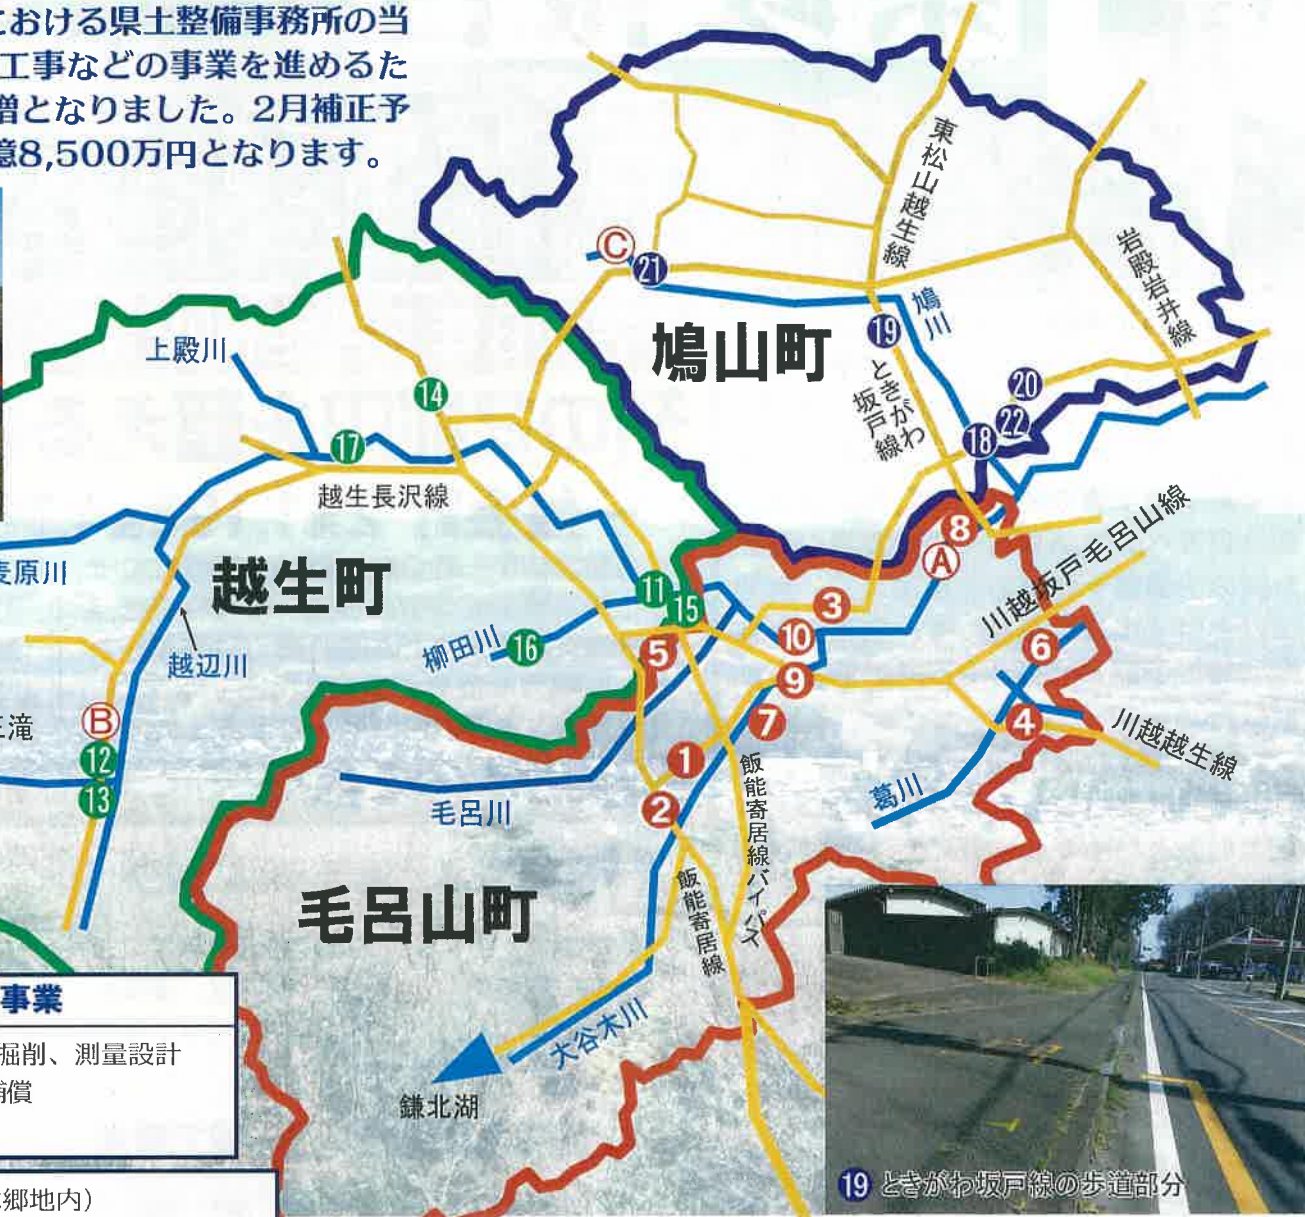 における県土整備事務所の当
工事などの事業を進めるた
増となりました。2月補正予
億8,500万円となります。
東松山越生線
岩殿岩井線
Ⓒ
21
鳩川
鳩山町
19
ときがわ
坂戸線
20
22
18
上殿川
14
17
越生長沢線
8
Ⓐ
川越坂戸毛呂山線
麦原川
越生町
11
15
3
柳田川
16
5
10
6
越辺川
9
Ⓑ
7
4
三滝
川越越生線
12
1
13
飯能寄居線バイパス
毛呂川
2
葛川
飯能寄居線
毛呂山町
大谷木川
鎌北湖
事業
掘削、測量設計
補償
郷地内）
19 ときがわ坂戸線の歩道部分